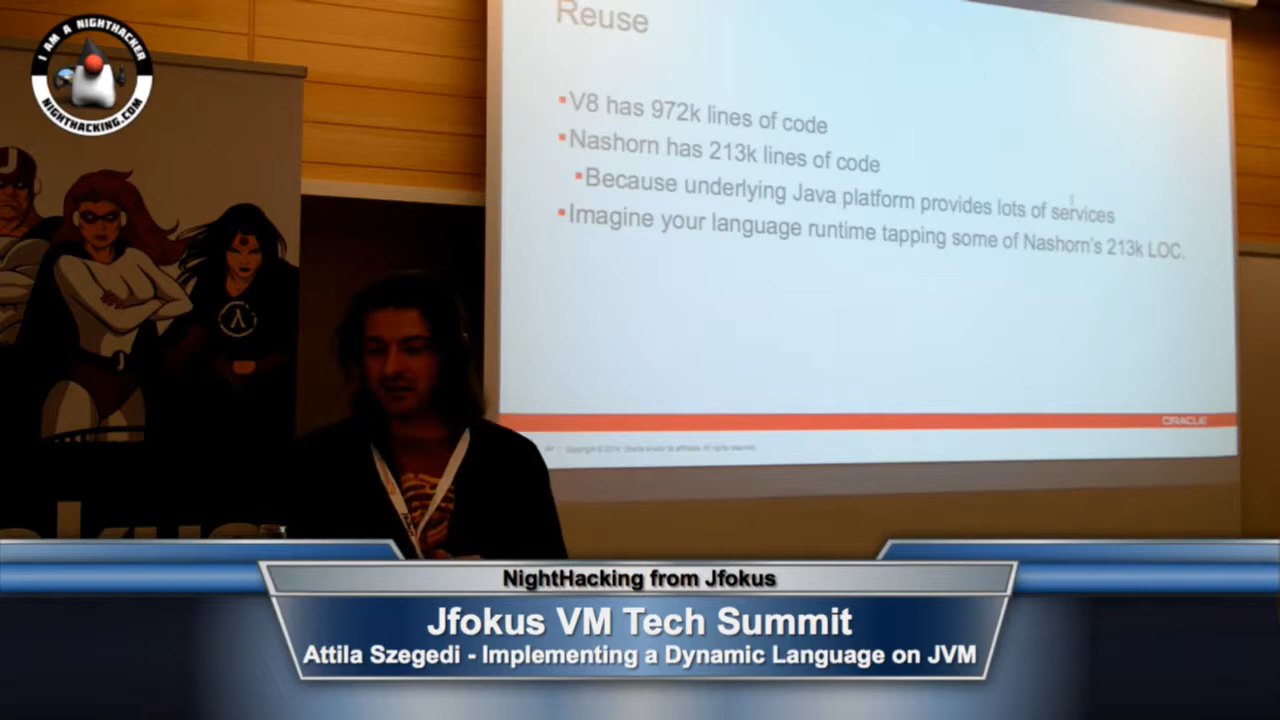 I AM A NIGHTHACKER
NIGHTHACKING.COM
Reuse
▪V8 has 972k lines of code
▪Nashorn has 213k lines of code
▪Because underlying Java platform provides lots of services
▪Imagine your language runtime tapping some of Nashorn's 213k LOC.
ORACLE
λ
NightHacking from Jfokus
Jfokus VM Tech Summit
Attila Szegedi - Implementing a Dynamic Language on JVM